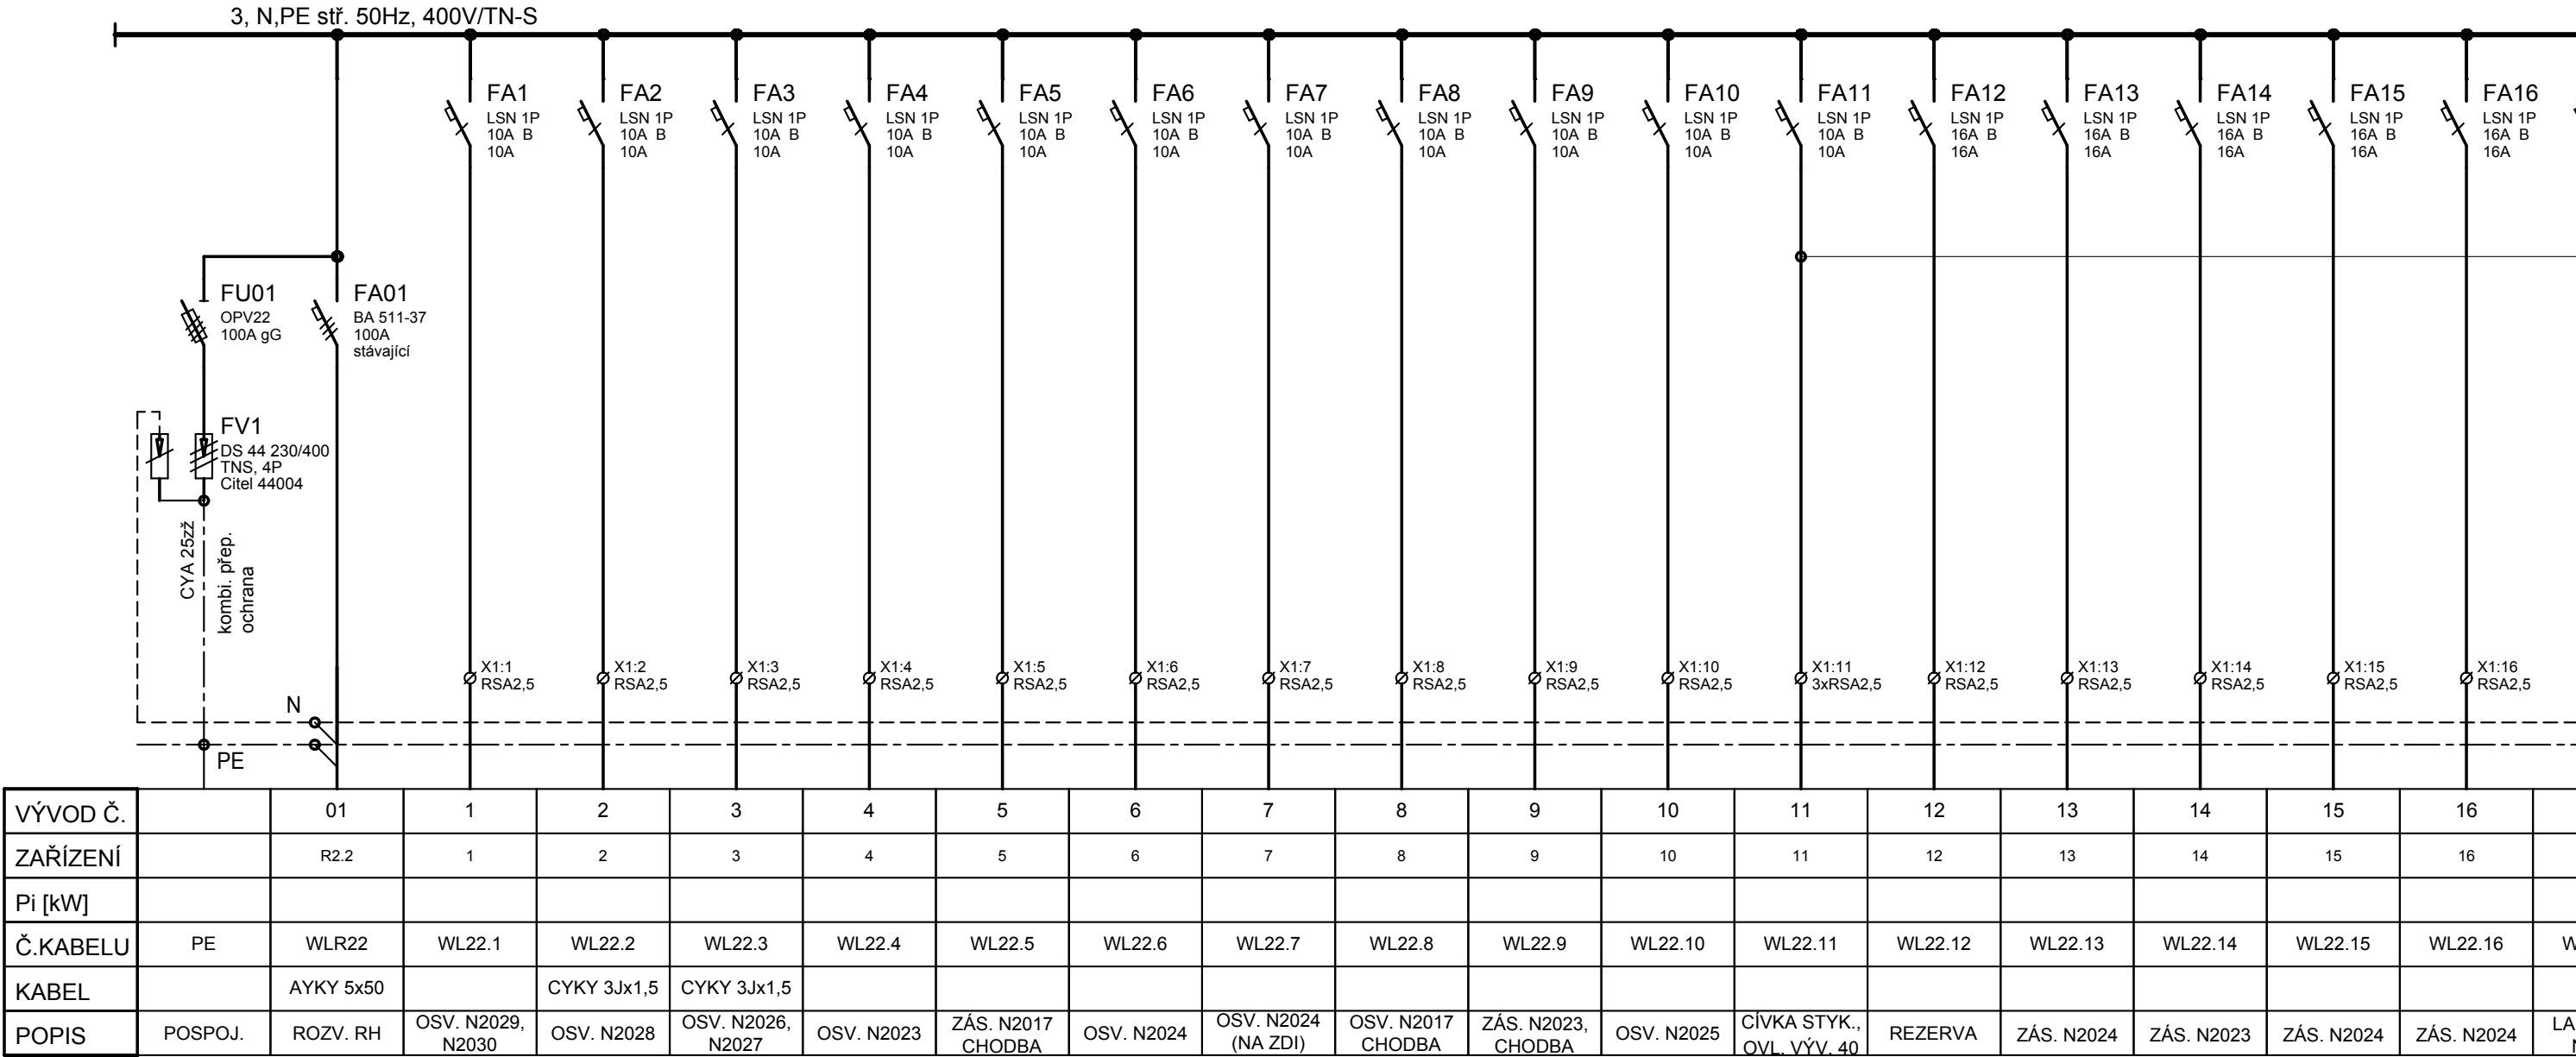 3, N,PE stř. 50Hz, 400V/TN-S
FA1
LSN 1P
10A B
10A
FA2
LSN 1P
10A B
10A
FA3
LSN 1P
10A B
10A
FA4
LSN 1P
10A B
10A
FA5
LSN 1P
10A B
10A
FA6
LSN 1P
10A B
10A
FA7
LSN 1P
10A B
10A
FA8
LSN 1P
10A B
10A
FA9
LSN 1P
10A B
10A
FA10
LSN 1P
10A B
10A
FA11
LSN 1P
10A B
10A
FA12
LSN 1P
16A B
16A
FA13
LSN 1P
16A B
16A
FA14
LSN 1P
16A B
16A
FA15
LSN 1P
16A B
16A
FA16
LSN 1P
16A B
16A
FU01
OPV22
100A gG
FA01
BA 511-37
100A
stávající
FV1
DS 44 230/400
TNS, 4P
Citel 44004
CYA 25zž
kombi. přep.
ochrana
X1:1
RSA2,5
X1:2
RSA2,5
X1:3
RSA2,5
X1:4
RSA2,5
X1:5
RSA2,5
X1:6
RSA2,5
X1:7
RSA2,5
X1:8
RSA2,5
X1:9
RSA2,5
X1:10
RSA2,5
X1:11
3xRSA2,5
X1:12
RSA2,5
X1:13
RSA2,5
X1:14
RSA2,5
X1:15
RSA2,5
X1:16
RSA2,5
N
PE
VÝVOD Č. 01 1 2 3 4 5 6 7 8 9 10 11 12 13 14 15 16
ZAŘÍZENÍ R2.2 1 2 3 4 5 6 7 8 9 10 11 12 13 14 15 16
Pi [kW]
Č.KABELU PE WLR22 WL22.1 WL22.2 WL22.3 WL22.4 WL22.5 WL22.6 WL22.7 WL22.8 WL22.9 WL22.10 WL22.11 WL22.12 WL22.13 WL22.14 WL22.15 WL22.16
KABEL AYKY 5x50 CYKY 3Jx1,5 CYKY 3Jx1,5
POPIS
POSPOJ.
ROZV. RH
OSV. N2029,
N2030
OSV. N2028
OSV. N2026,
N2027
OSV. N2023
ZÁS. N2017
CHODBA
OSV. N2024
OSV. N2024
(NA ZDI)
OSV. N2017
CHODBA
ZÁS. N2023,
CHODBA
OSV. N2025
CÍVKA STYK.,
OVL. VÝV. 40
REZERVA
ZÁS. N2024
ZÁS. N2023
ZÁS. N2024
ZÁS. N2024